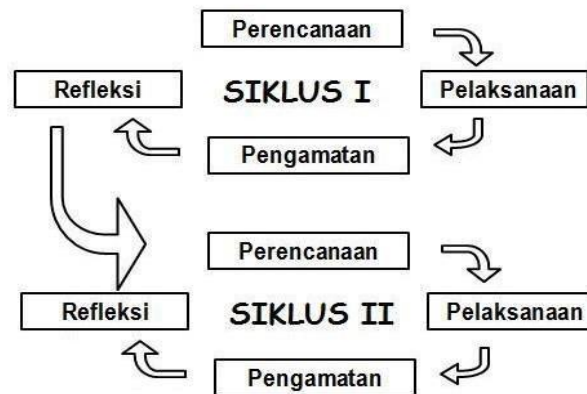 Perencanaan
Refleksi SIKLUS I Pelaksanaan
Pengamatan
Perencanaan
Refleksi SIKLUS II Pelaksanaan
Pengamatan